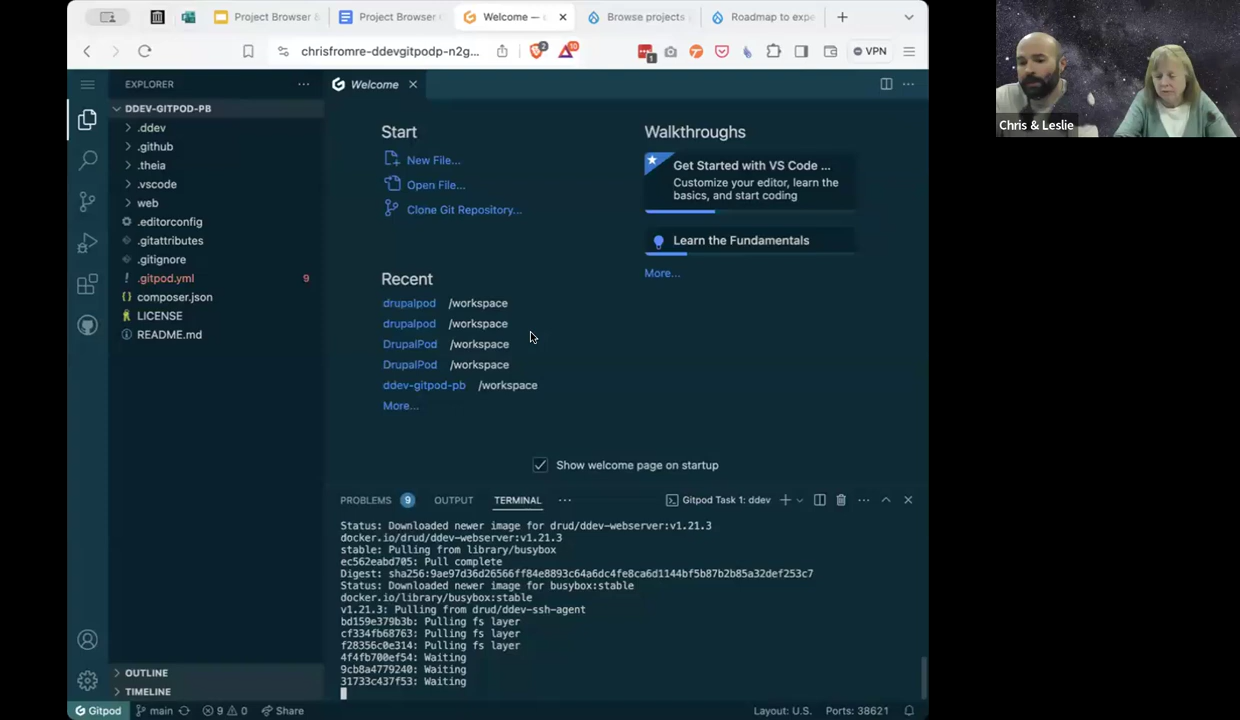 Project Browser &
Project Browser
Welcome —
Browse projects
Roadmap to expe
chrisfromre-ddevgitpodp-n2g...
2
10
1
VPN
EXPLORER
Welcome
DDEV-GITPOD-PB
.ddev
.github
.theia
.vscode
web
.editorconfig
.gitattributes
.gitignore
.gitpod.yml 9
composer.json
LICENSE
README.md
OUTLINE
TIMELINE
Start
New File...
Open File...
Clone Git Repository...
Recent
drupalpod /workspace
drupalpod /workspace
DrupalPod /workspace
DrupalPod /workspace
ddev-gitpod-pb /workspace
More...
Walkthroughs
Get Started with VS Code ...
Customize your editor, learn the
basics, and start coding
Learn the Fundamentals
More...
Show welcome page on startup
PROBLEMS 9 OUTPUT TERMINAL Gitpod Task 1: ddev
Status: Downloaded newer image for drud/ddev-webserver:v1.21.3
docker.io/drud/ddev-webserver:v1.21.3
stable: Pulling from library/busybox
ec562eabd705: Pull complete
Digest: sha256:9ae97d36d26566ff84e8893c64a6dc4fe8ca6d1144bf5b87b2b85a32def253c7
Status: Downloaded newer image for busybox:stable
docker.io/library/busybox:stable
v1.21.3: Pulling from drud/ddev-ssh-agent
bd159e379b3b: Pulling fs layer
cf334fb68763: Pulling fs layer
f28356c0e314: Pulling fs layer
4f4fb700ef54: Waiting
9cb8a4779240: Waiting
31733c437f53: Waiting
Gitpod main 9 0 Share Layout: U.S. Ports: 38621
Chris & Leslie